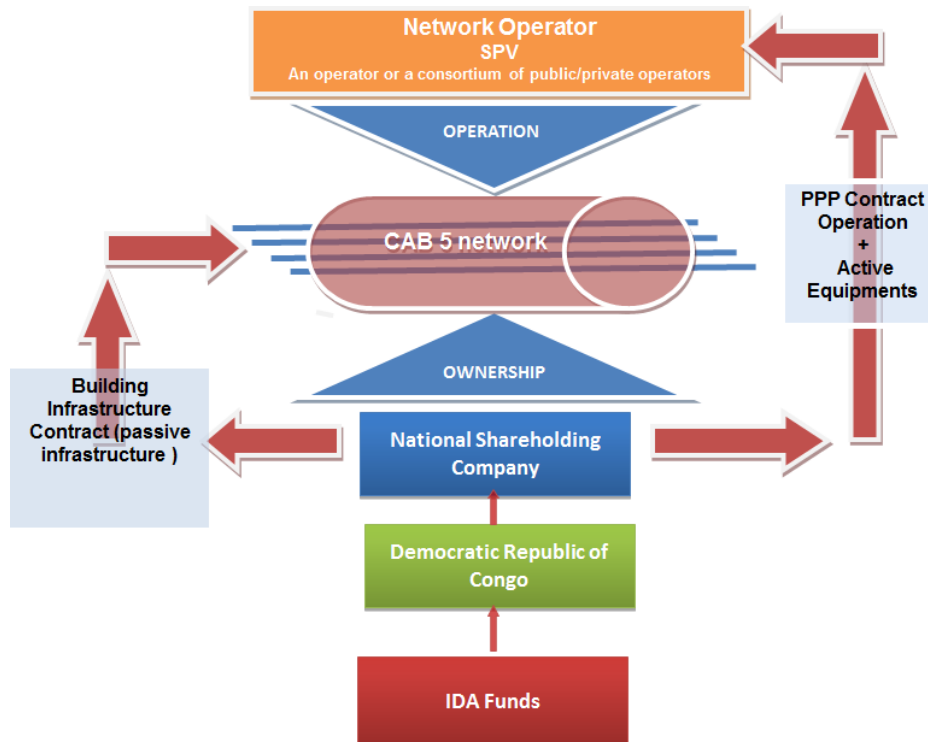 Network Operator
SPV
An operator or a consortium of public/private operators
OPERATION
PPP Contract
Operation
+
Active
Equipments
CAB 5 network
OWNERSHIP
Building
Infrastructure
Contract (passive
infrastructure )
National Shareholding
Company
Democratic Republic of
Congo
IDA Funds